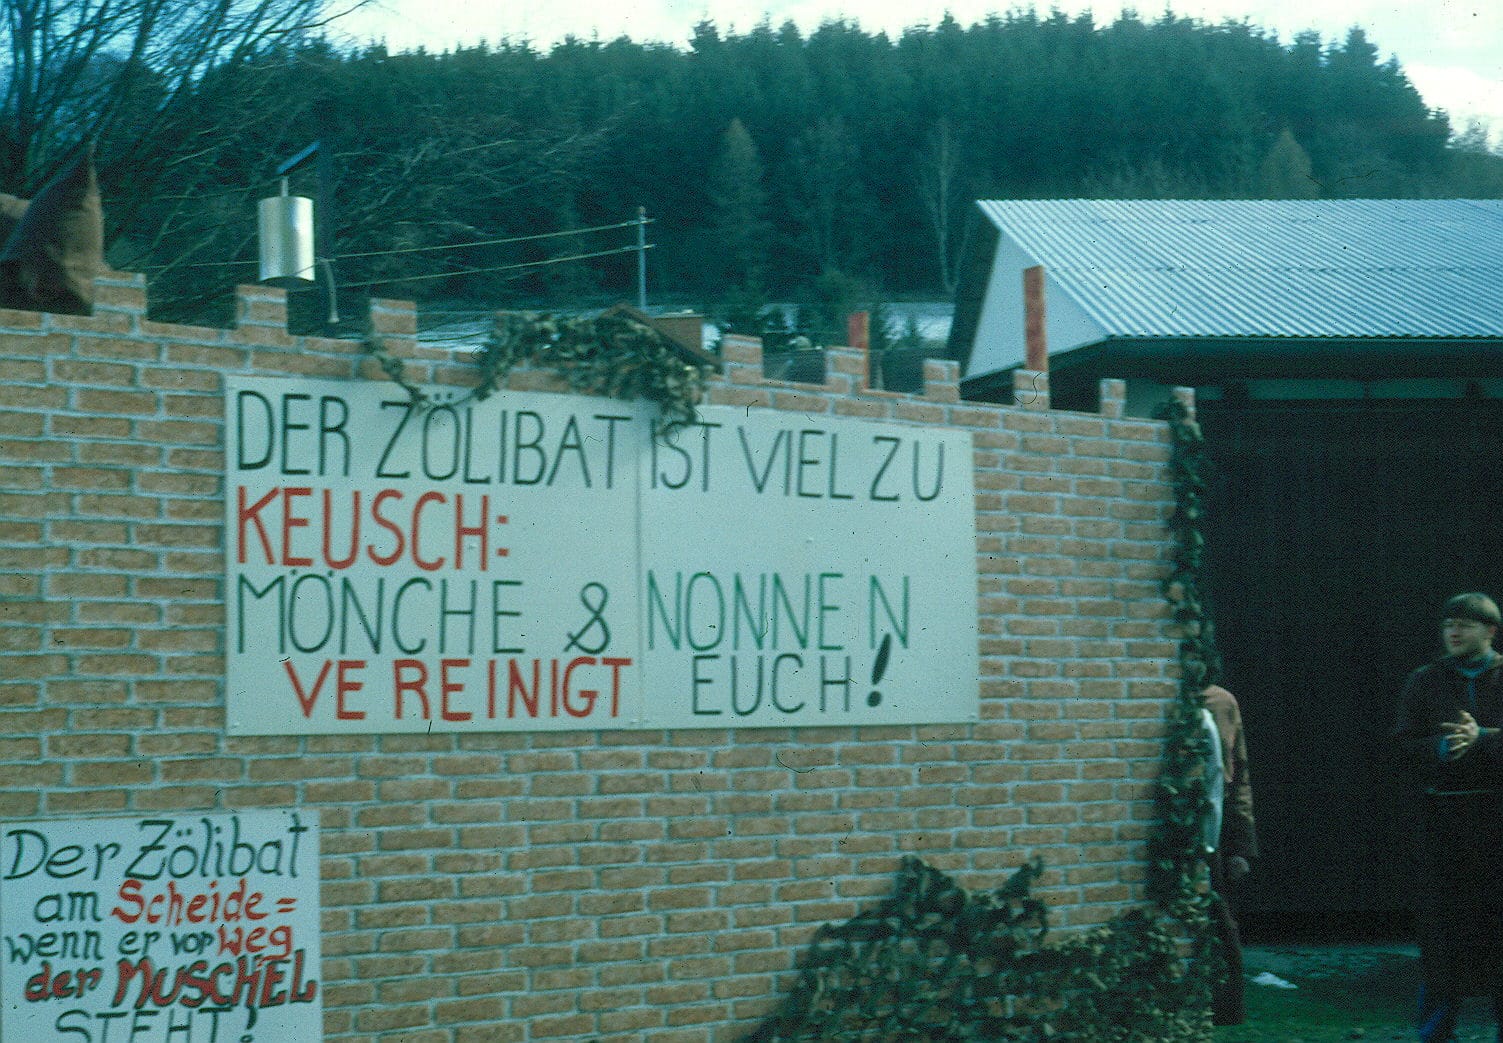 DER ZÖLIBAT IST VIEL ZU
KEUSCH:
MÖNCHE & NONNEN
VEREINIGT EUCH!
Der Zölibat
am Scheide=
wenn er vor weg
der MUSCHEL
STEHT!